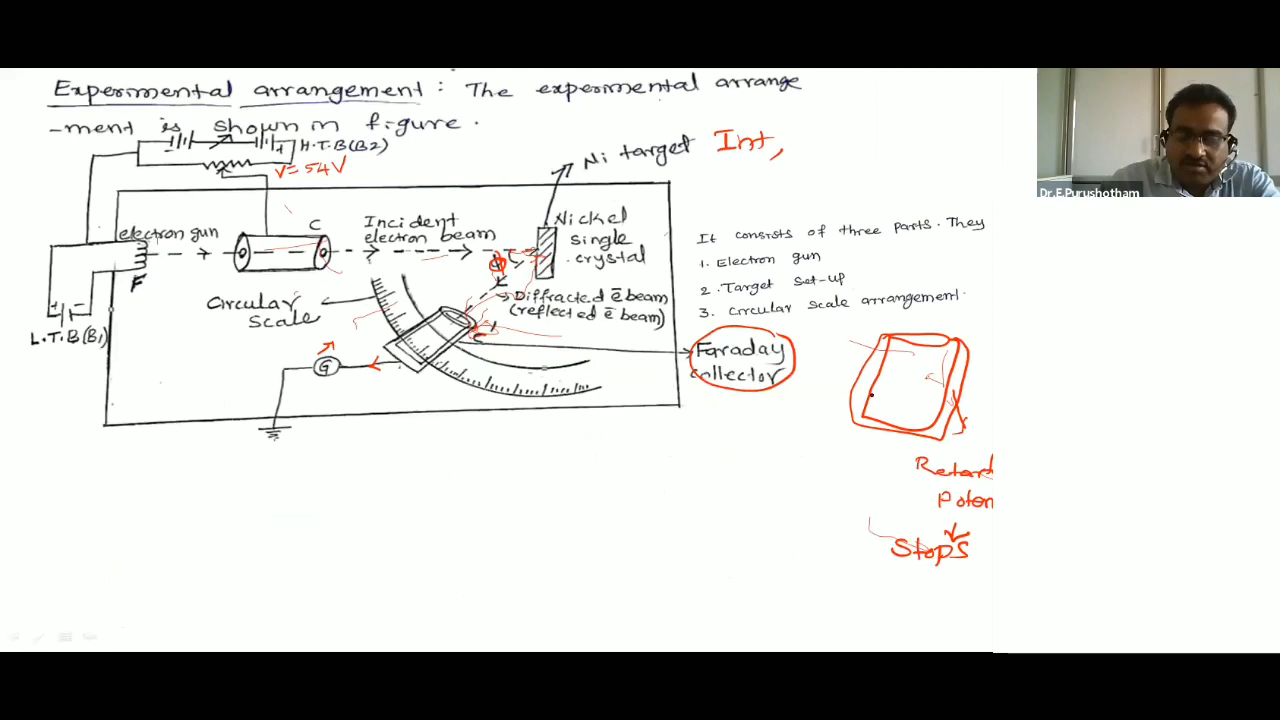 Experimental arrangement : The experimental arrange
-ment is shown in figure.
H.T.B(B2)
V=54V
Ni target Int,
electron gun
C
Incident
electron beam
Nickel
single
crystal
It consists of three parts. They
1. Electron gun
2. Target set-up
3. Circular scale arrangement.
F
ϕ
Diffracted ē beam
(reflected ē beam)
Circular
scale
L.T.B(B1)
C'
G
Faraday
collector
Retard
Poten
Stops
Dr.E.Purushotham